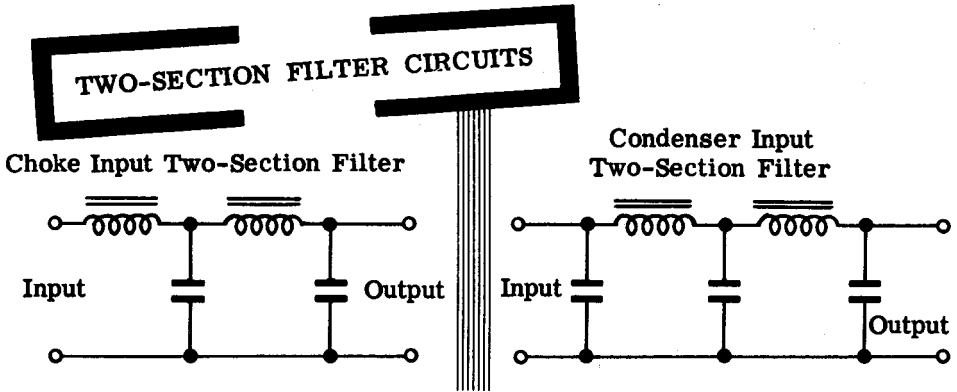 TWO-SECTION FILTER CIRCUITS
Choke Input Two-Section Filter
Input
Output
Condenser Input
Two-Section Filter
Input
Output